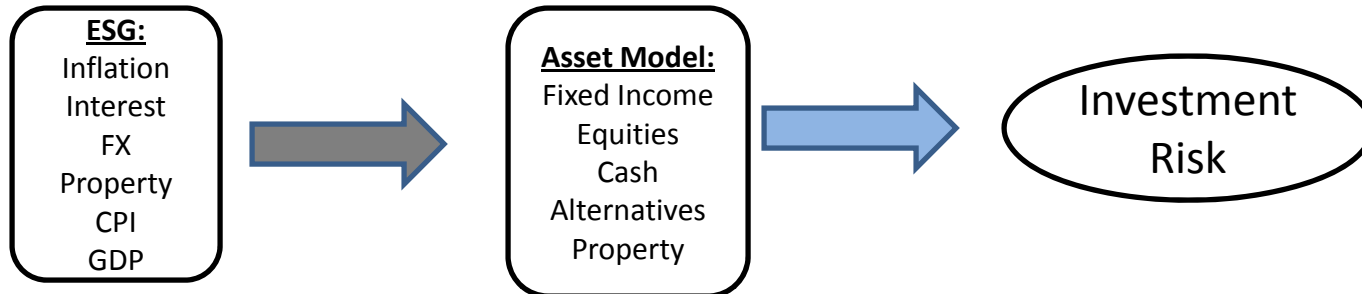 ESG:
Inflation
Interest
FX
Property
CPI
GDP
Asset Model:
Fixed Income
Equities
Cash
Alternatives
Property
Investment
Risk